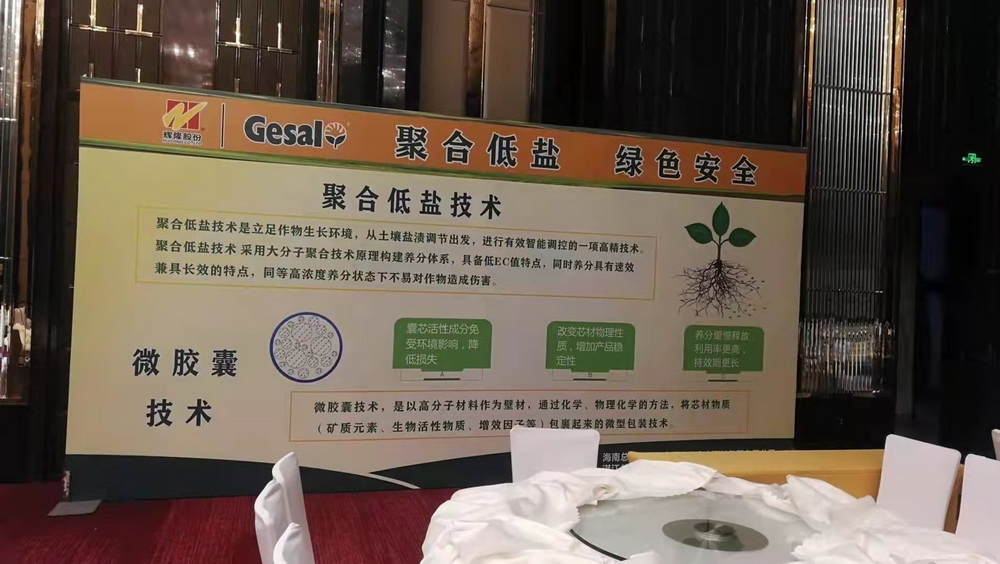 辉隆股份
Gesal
聚合低盐 绿色安全
聚合低盐技术
聚合低盐技术是立足作物生长环境，从土壤盐渍调节出发，进行有效智能调控的一项高精技术。
聚合低盐技术 采用大分子聚合技术原理构建养分体系，具备低EC值特点，同时养分具有速效
兼具长效的特点，同等高浓度养分状态下不易对作物造成伤害。
微胶囊
技术
囊芯活性成分免
受环境影响，降
低损失
A
改变芯材物理性
质，增加产品稳
定性
B
养分缓慢释放
利用率更高，
持效期更长
微胶囊技术，是以高分子材料作为壁材，通过化学、物理化学的方法，将芯材物质
（矿质元素、生物活性物质、增效因子等）包裹起来的微型包装技术。
海南总